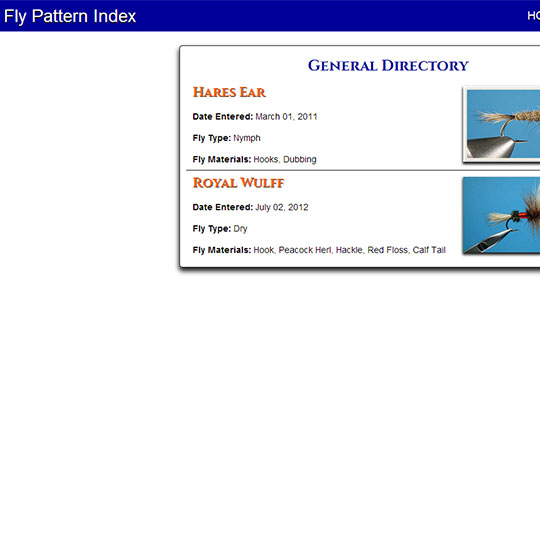 Fly Pattern Index
General Directory
Hares Ear
Date Entered: March 01, 2011
Fly Type: Nymph
Fly Materials: Hooks, Dubbing
Royal Wulff
Date Entered: July 02, 2012
Fly Type: Dry
Fly Materials: Hook, Peacock Herl, Hackle, Red Floss, Calf Tail